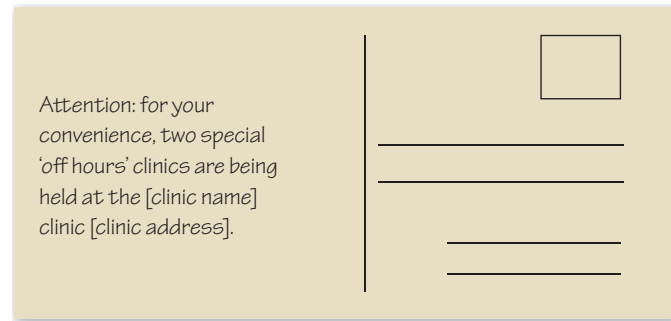 Attention: for your
convenience, two special
‘off hours’ clinics are being
held at the [clinic name]
clinic [clinic address].